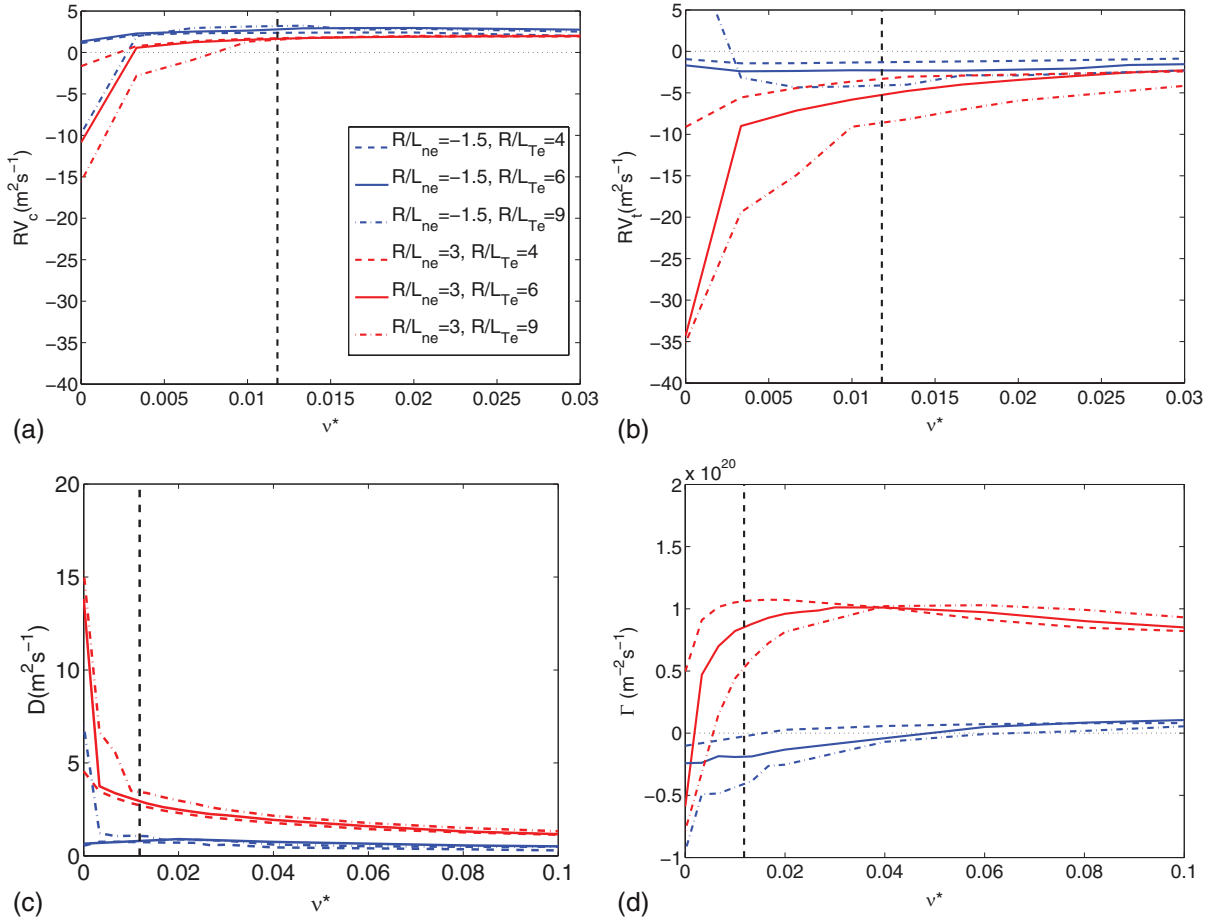 5
0
−5
−10
−15
−20
−25
−30
−35
−40
RV_c(m²s⁻¹)
R/L_ne=−1.5, R/L_Te=4
R/L_ne=−1.5, R/L_Te=6
R/L_ne=−1.5, R/L_Te=9
R/L_ne=3, R/L_Te=4
R/L_ne=3, R/L_Te=6
R/L_ne=3, R/L_Te=9
0 0.005 0.01 0.015 0.02 0.025 0.03
(a)
ν*
5
0
−5
−10
−15
−20
−25
−30
−35
−40
RV_t(m²s⁻¹)
0 0.005 0.01 0.015 0.02 0.025 0.03
(b)
ν*
20
15
10
5
0
D(m²s⁻¹)
0 0.02 0.04 0.06 0.08 0.1
(c)
ν*
x 10²⁰
2
1.5
1
0.5
0
−0.5
−1
Γ (m⁻²s⁻¹)
0 0.02 0.04 0.06 0.08 0.1
(d)
ν*